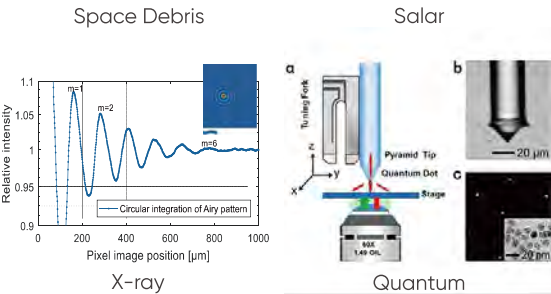 Space Debris
Salar
1.1
1.05
1
0.95
0.9
Relative intensity
m=1
m=2
m=6
Circular integration of Airy pattern
0 200 400 600 800 1000
Pixel image position [µm]
X-ray
a
Tuning Fork
z
y
x
Pyramid Tip
Quantum Dot
Stage
60X
1.49 OIL
b
20 µm
c
20 nm
Quantum